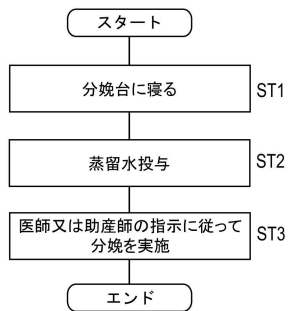 スタート
分娩台に寝る
ST1
蒸留水投与
ST2
医師又は助産師の指示に従って
分娩を実施
ST3
エンド